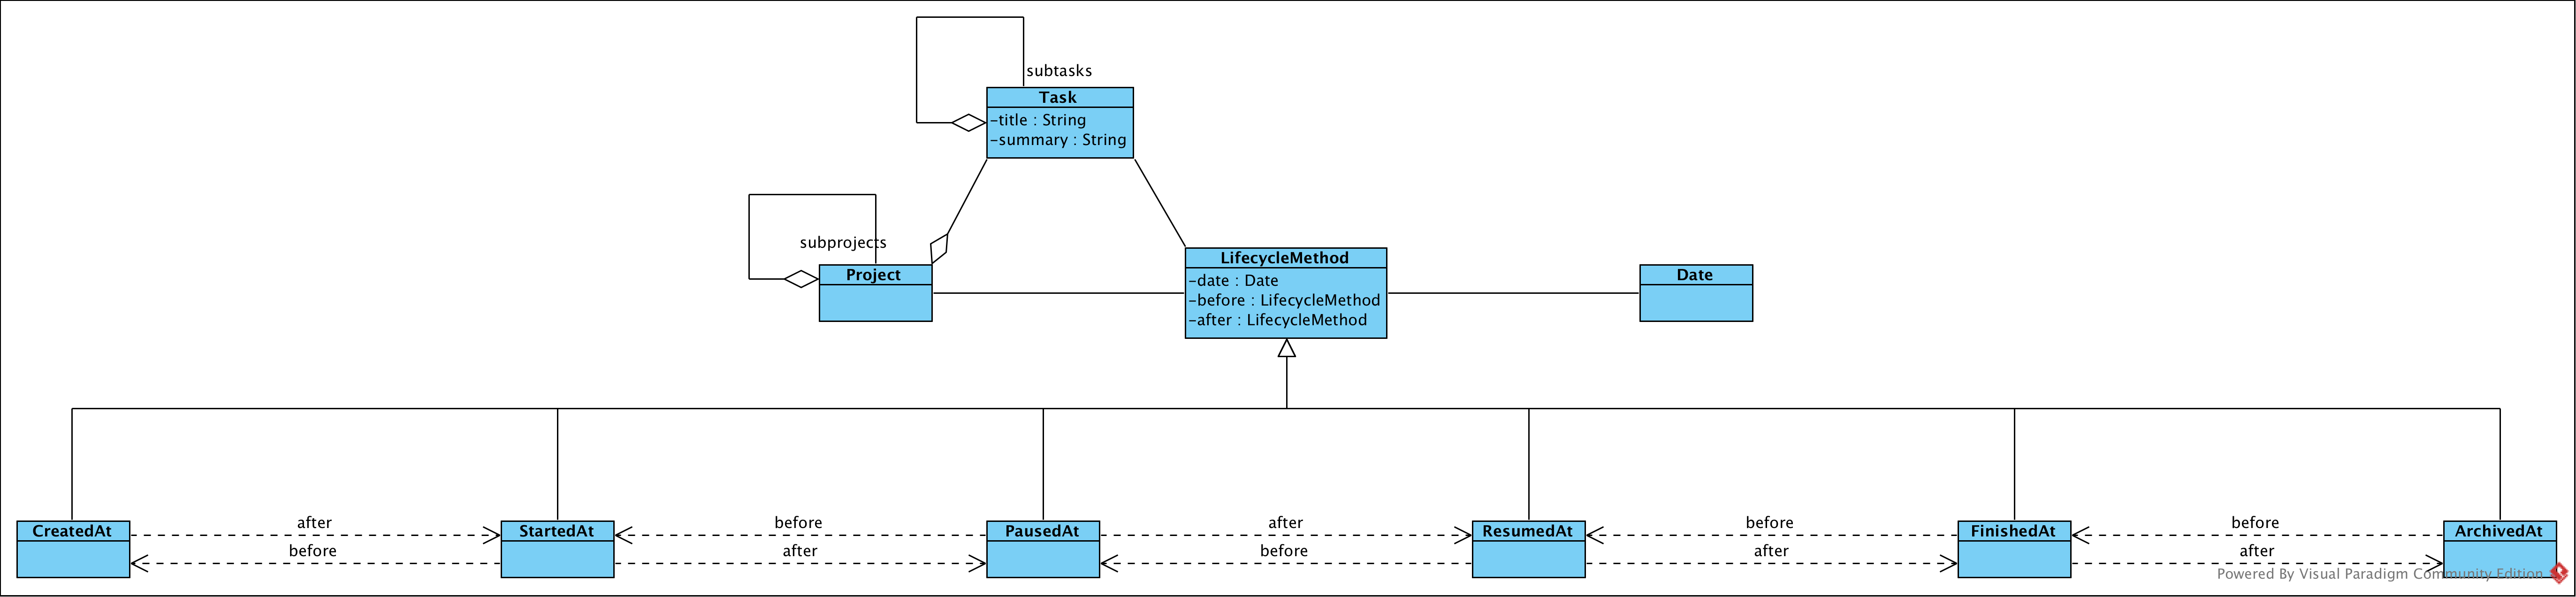 subtasks
Task
-title : String
-summary : String
subprojects
Project
LifecycleMethod
-date : Date
-before : LifecycleMethod
-after : LifecycleMethod
Date
CreatedAt
after
before
StartedAt
before
after
PausedAt
after
before
ResumedAt
before
after
FinishedAt
before
after
ArchivedAt
Powered By Visual Paradigm Community Edition